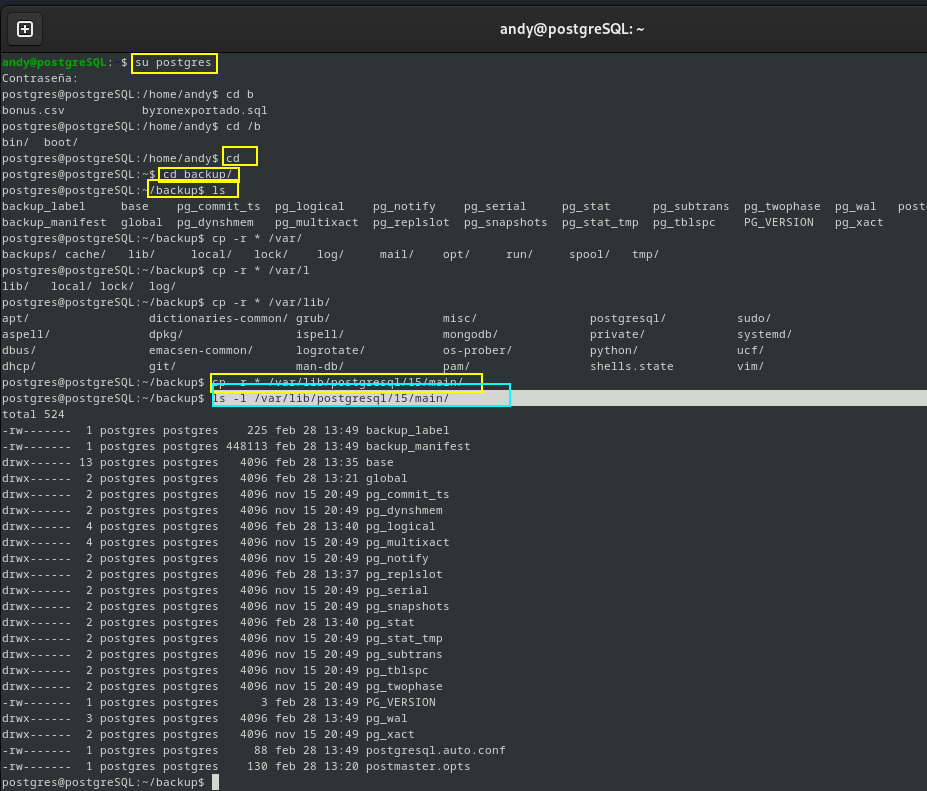 andy@postgreSQL: ~
andy@postgreSQL:~$ su postgres
Contraseña:
postgres@postgreSQL:/home/andy$ cd b
bonus.csv           byronexportado.sql
postgres@postgreSQL:/home/andy$ cd /b
bin/  boot/
postgres@postgreSQL:/home/andy$ cd
postgres@postgreSQL:~$ cd backup/
postgres@postgreSQL:~/backup$ ls
backup_label     base    pg_commit_ts  pg_logical    pg_notify    pg_serial     pg_stat      pg_subtrans  pg_twophase  pg_wal   poste
backup_manifest  global  pg_dynshmem   pg_multixact  pg_replslot  pg_snapshots  pg_stat_tmp  pg_tblspc    PG_VERSION   pg_xact
postgres@postgreSQL:~/backup$ cp -r * /var/
backups/ cache/   lib/     local/   lock/    log/     mail/    opt/     run/     spool/   tmp/
postgres@postgreSQL:~/backup$ cp -r * /var/l
lib/   local/ lock/  log/
postgres@postgreSQL:~/backup$ cp -r * /var/lib/
apt/                 dictionaries-common/ grub/                misc/                postgresql/          sudo/
aspell/              dpkg/                ispell/              mongodb/             private/             systemd/
dbus/                emacsen-common/      logrotate/           os-prober/           python/              ucf/
dhcp/                git/                 man-db/              pam/                 shells.state         vim/
postgres@postgreSQL:~/backup$ cp -r * /var/lib/postgresql/15/main/
postgres@postgreSQL:~/backup$ ls -l /var/lib/postgresql/15/main/
total 524
-rw-------  1 postgres postgres    225 feb 28 13:49 backup_label
-rw-------  1 postgres postgres 448113 feb 28 13:49 backup_manifest
drwx------ 13 postgres postgres   4096 feb 28 13:35 base
drwx------  2 postgres postgres   4096 feb 28 13:21 global
drwx------  2 postgres postgres   4096 nov 15 20:49 pg_commit_ts
drwx------  2 postgres postgres   4096 nov 15 20:49 pg_dynshmem
drwx------  4 postgres postgres   4096 feb 28 13:40 pg_logical
drwx------  4 postgres postgres   4096 nov 15 20:49 pg_multixact
drwx------  2 postgres postgres   4096 nov 15 20:49 pg_notify
drwx------  2 postgres postgres   4096 feb 28 13:37 pg_replslot
drwx------  2 postgres postgres   4096 nov 15 20:49 pg_serial
drwx------  2 postgres postgres   4096 nov 15 20:49 pg_snapshots
drwx------  2 postgres postgres   4096 feb 28 13:40 pg_stat
drwx------  2 postgres postgres   4096 nov 15 20:49 pg_stat_tmp
drwx------  2 postgres postgres   4096 nov 15 20:49 pg_subtrans
drwx------  2 postgres postgres   4096 nov 15 20:49 pg_tblspc
drwx------  2 postgres postgres   4096 nov 15 20:49 pg_twophase
-rw-------  1 postgres postgres      3 feb 28 13:49 PG_VERSION
drwx------  3 postgres postgres   4096 feb 28 13:49 pg_wal
drwx------  2 postgres postgres   4096 nov 15 20:49 pg_xact
-rw-------  1 postgres postgres     88 feb 28 13:49 postgresql.auto.conf
-rw-------  1 postgres postgres    130 feb 28 13:20 postmaster.opts
postgres@postgreSQL:~/backup$